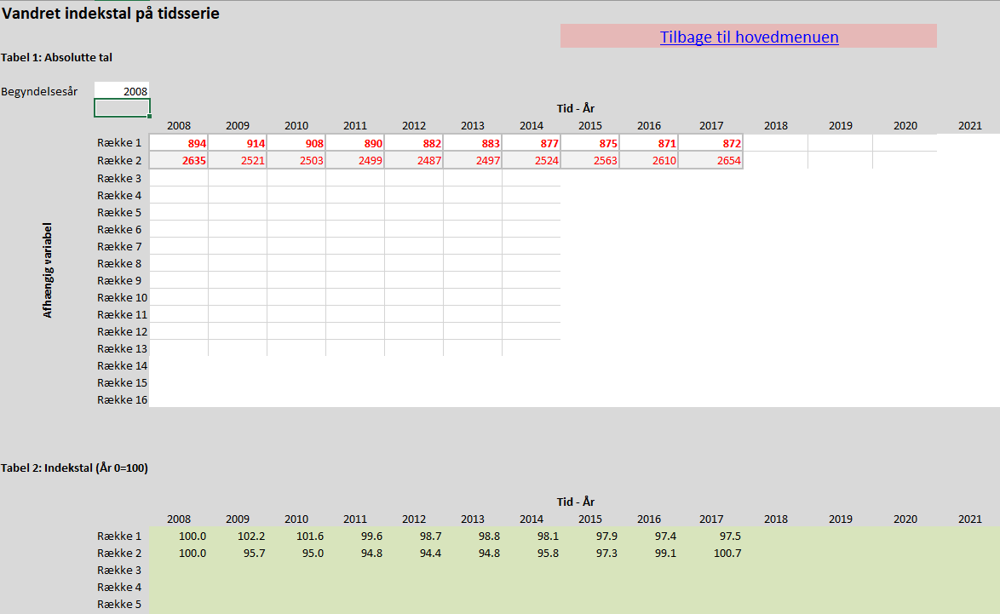 Vandret indekstal på tidsserie
Tilbage til hovedmenuen
Tabel 1: Absolutte tal
Begyndelsesår 2008
Tid - År
2008 2009 2010 2011 2012 2013 2014 2015 2016 2017 2018 2019 2020 2021
Række 1 894 914 908 890 882 883 877 875 871 872
Række 2 2635 2521 2503 2499 2487 2497 2524 2563 2610 2654
Række 3
Række 4
Række 5
Række 6
Række 7
Række 8
Række 9
Række 10
Række 11
Række 12
Række 13
Række 14
Række 15
Række 16
Afhængig variabel
Tabel 2: Indekstal (År 0=100)
Tid - År
2008 2009 2010 2011 2012 2013 2014 2015 2016 2017 2018 2019 2020 2021
Række 1 100.0 102.2 101.6 99.6 98.7 98.8 98.1 97.9 97.4 97.5
Række 2 100.0 95.7 95.0 94.8 94.4 94.8 95.8 97.3 99.1 100.7
Række 3
Række 4
Række 5